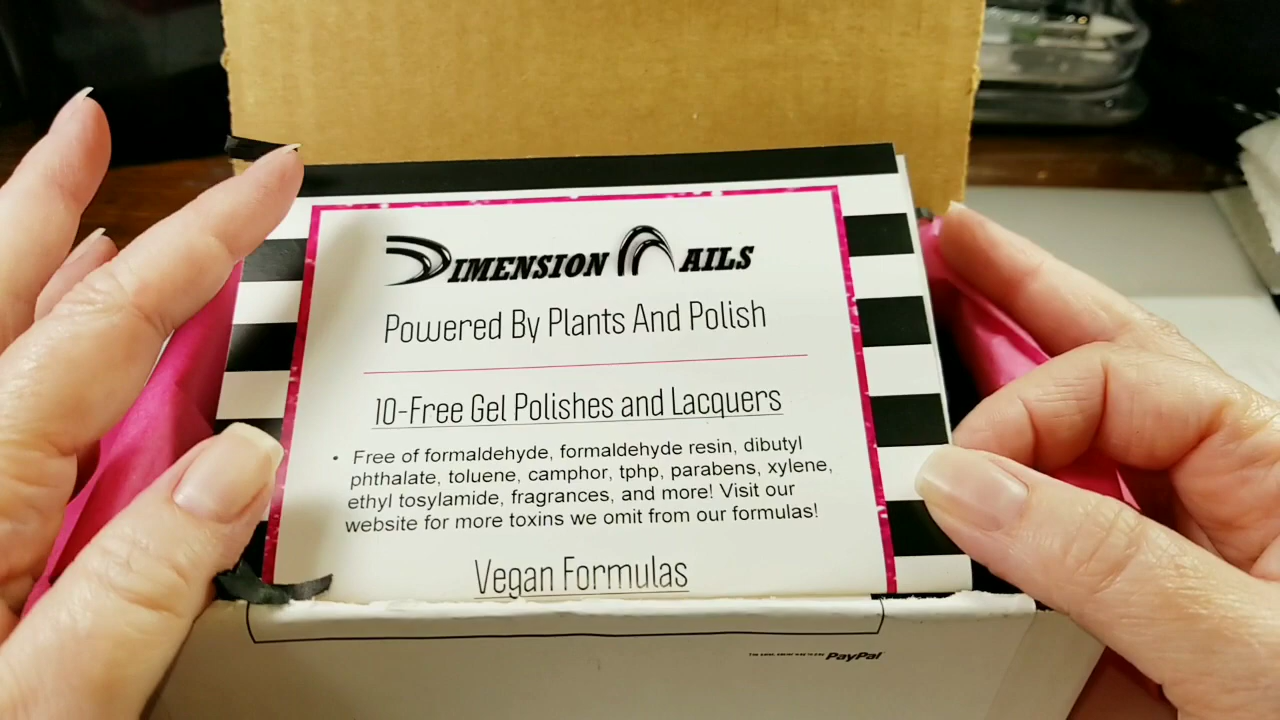 DIMENSION NAILS
Powered By Plants And Polish
10-Free Gel Polishes and Lacquers
• Free of formaldehyde, formaldehyde resin, dibutyl
phthalate, toluene, camphor, tphp, parabens, xylene,
ethyl tosylamide, fragrances, and more! Visit our
website for more toxins we omit from our formulas!
Vegan Formulas
PayPal